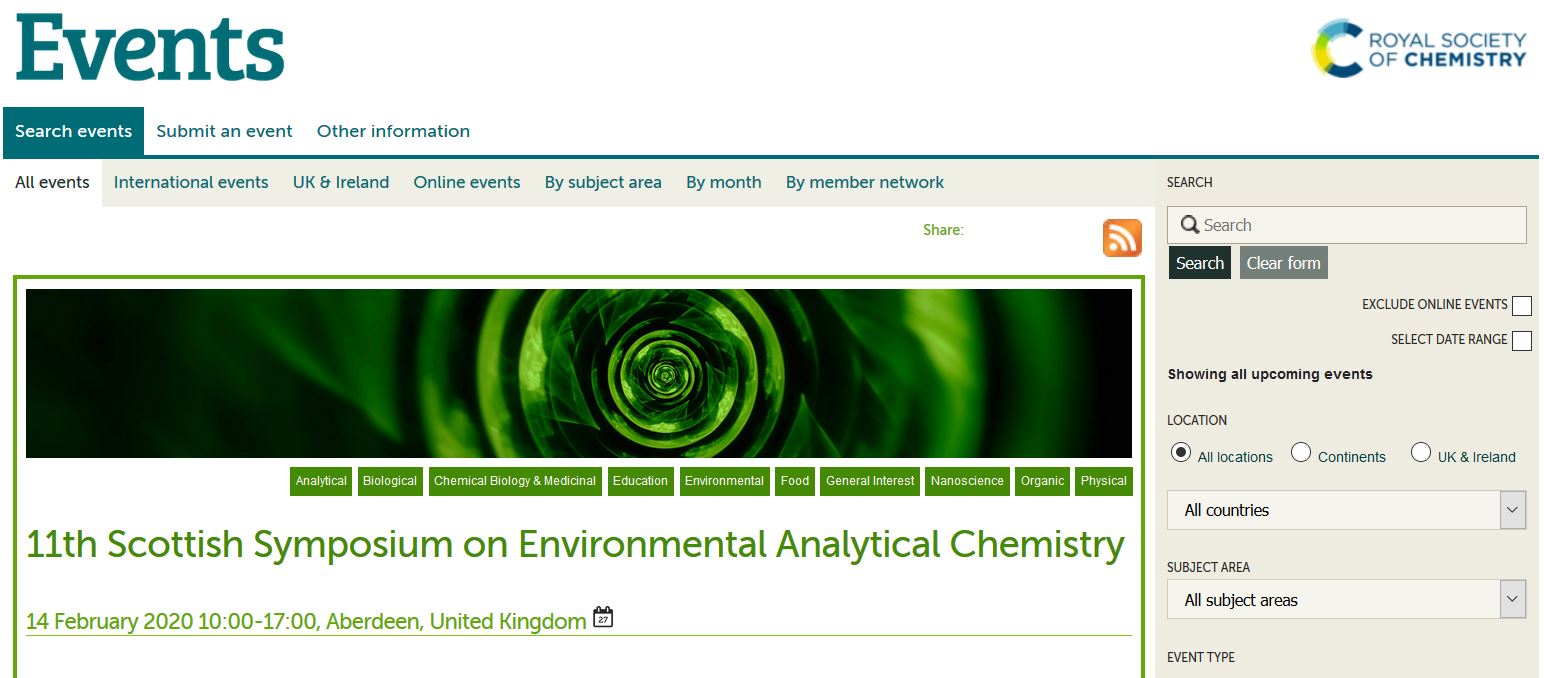 Events
ROYAL SOCIETY
OF CHEMISTRY
Search events Submit an event Other information
All events International events UK & Ireland Online events By subject area By month By member network
Share:
Analytical Biological Chemical Biology & Medicinal Education Environmental Food General Interest Nanoscience Organic Physical
11th Scottish Symposium on Environmental Analytical Chemistry
14 February 2020 10:00-17:00, Aberdeen, United Kingdom 27
SEARCH
Search
Search Clear form
EXCLUDE ONLINE EVENTS
SELECT DATE RANGE
Showing all upcoming events
LOCATION
All locations Continents UK & Ireland
All countries
SUBJECT AREA
All subject areas
EVENT TYPE